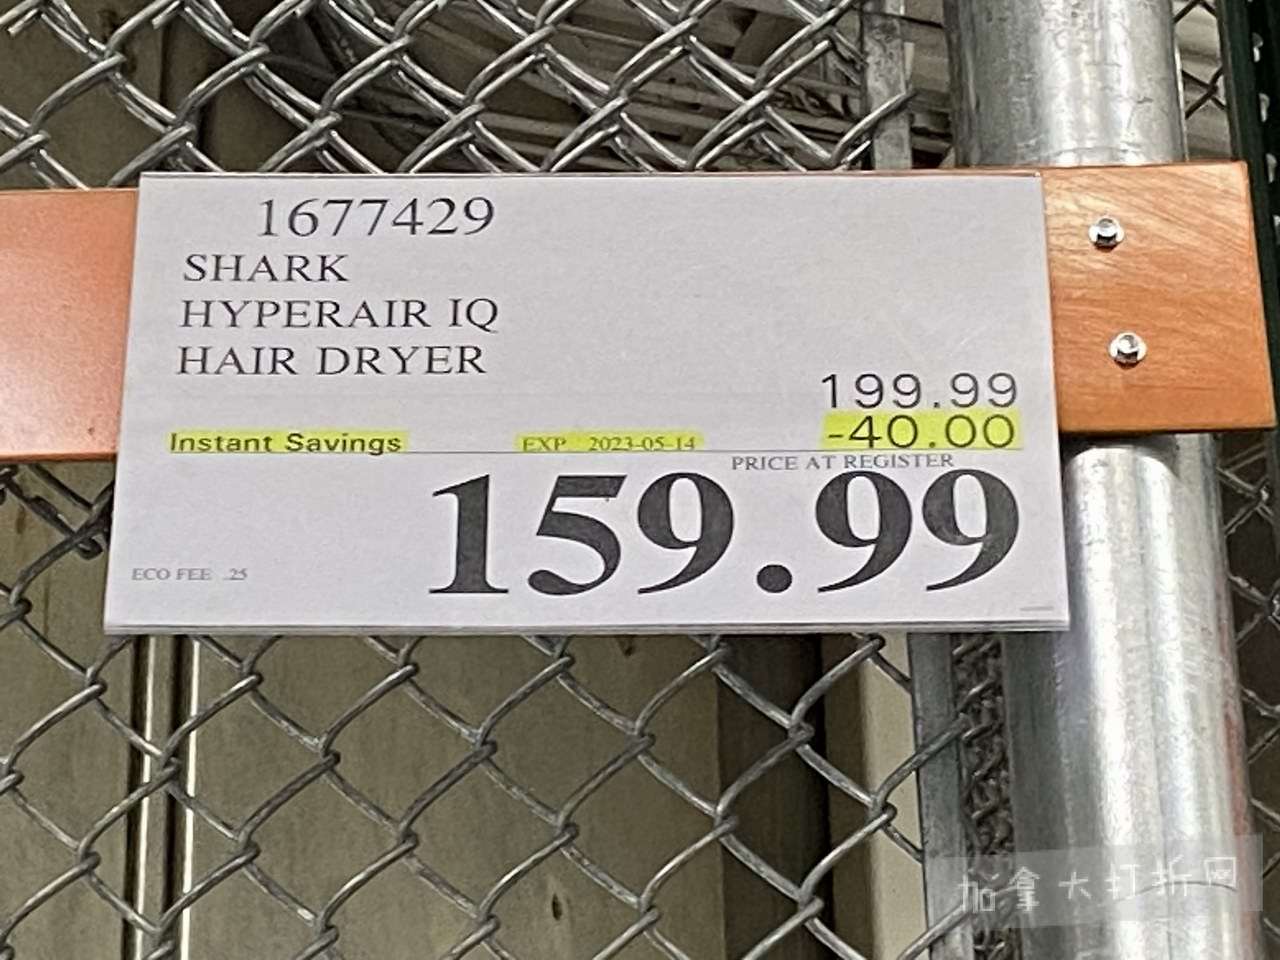 1677429
SHARK
HYPERAIR IQ
HAIR DRYER
199.99
Instant Savings EXP 2023-05-14 -40.00
PRICE AT REGISTER
159.99
ECO FEE .25
加拿大打折网